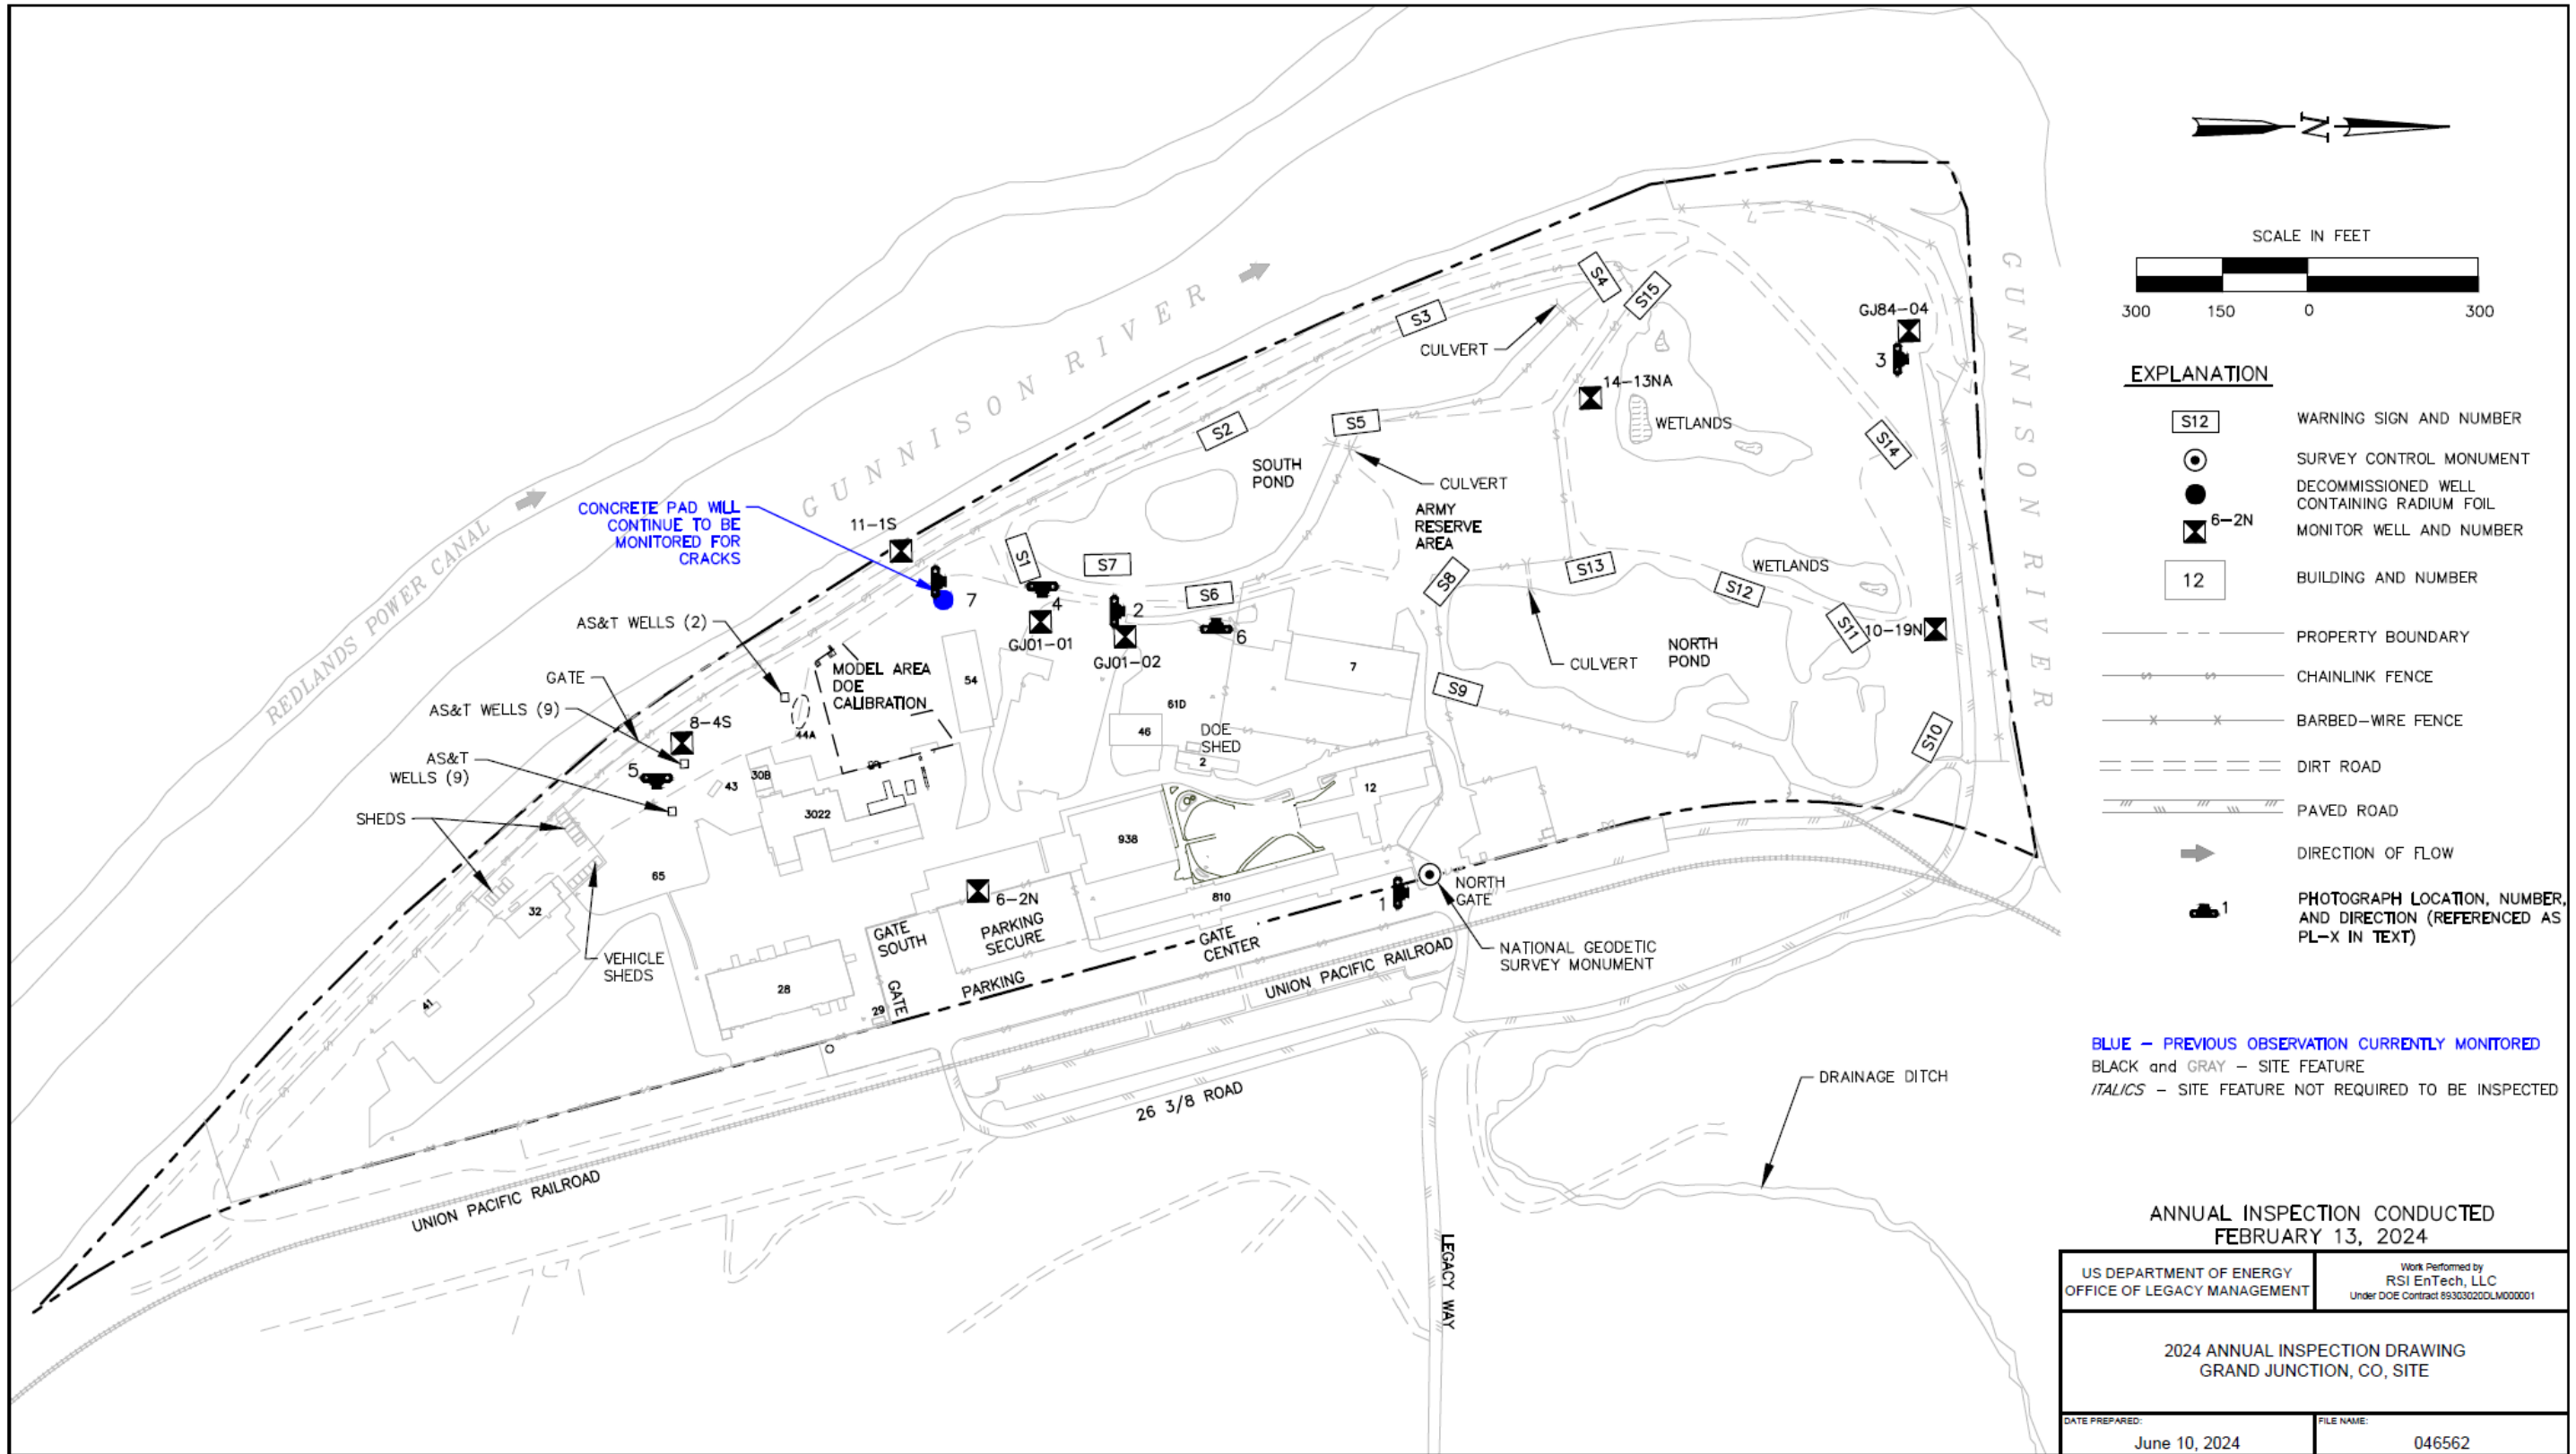 N
SCALE IN FEET
300 150 0 300
EXPLANATION
S12 WARNING SIGN AND NUMBER
SURVEY CONTROL MONUMENT
DECOMMISSIONED WELL
CONTAINING RADIUM FOIL
6-2N
MONITOR WELL AND NUMBER
12 BUILDING AND NUMBER
PROPERTY BOUNDARY
CHAINLINK FENCE
BARBED-WIRE FENCE
DIRT ROAD
PAVED ROAD
DIRECTION OF FLOW
1 PHOTOGRAPH LOCATION, NUMBER,
AND DIRECTION (REFERENCED AS
PL-X IN TEXT)
BLUE – PREVIOUS OBSERVATION CURRENTLY MONITORED
BLACK and GRAY – SITE FEATURE
ITALICS – SITE FEATURE NOT REQUIRED TO BE INSPECTED
ANNUAL INSPECTION CONDUCTED
FEBRUARY 13, 2024
US DEPARTMENT OF ENERGY
OFFICE OF LEGACY MANAGEMENT
Work Performed by
RSI EnTech, LLC
Under DOE Contract 89303020DLM000001
2024 ANNUAL INSPECTION DRAWING
GRAND JUNCTION, CO, SITE
DATE PREPARED:
June 10, 2024
FILE NAME:
046562
REDLANDS POWER CANAL
GUNNISON RIVER
GUNNISON RIVER
CONCRETE PAD WILL
CONTINUE TO BE
MONITORED FOR
CRACKS
11-1S
7
S1
4
GJ01-01
S7
2
GJ01-02
S6
6
S2
S3
S4
S15
S5
CULVERT
CULVERT
SOUTH
POND
14-13NA
WETLANDS
GJ84-04
3
S14
ARMY
RESERVE
AREA
S8
S13
S12
WETLANDS
S11
10-19N
CULVERT
NORTH
POND
S9
S10
AS&T WELLS (2)
GATE
AS&T WELLS (9)
AS&T
WELLS (9)
8-4S
5
SHEDS
44A
MODEL AREA
DOE
CALIBRATION
54
7
61D
46
DOE
SHED
2
12
43
30B
3022
938
65
32
VEHICLE
SHEDS
41
28
29
6-2N
810
GATE
SOUTH
GATE
PARKING
SECURE
PARKING
GATE
CENTER
1
NORTH
GATE
NATIONAL GEODETIC
SURVEY MONUMENT
UNION PACIFIC RAILROAD
UNION PACIFIC RAILROAD
26 3/8 ROAD
LEGACY WAY
DRAINAGE DITCH